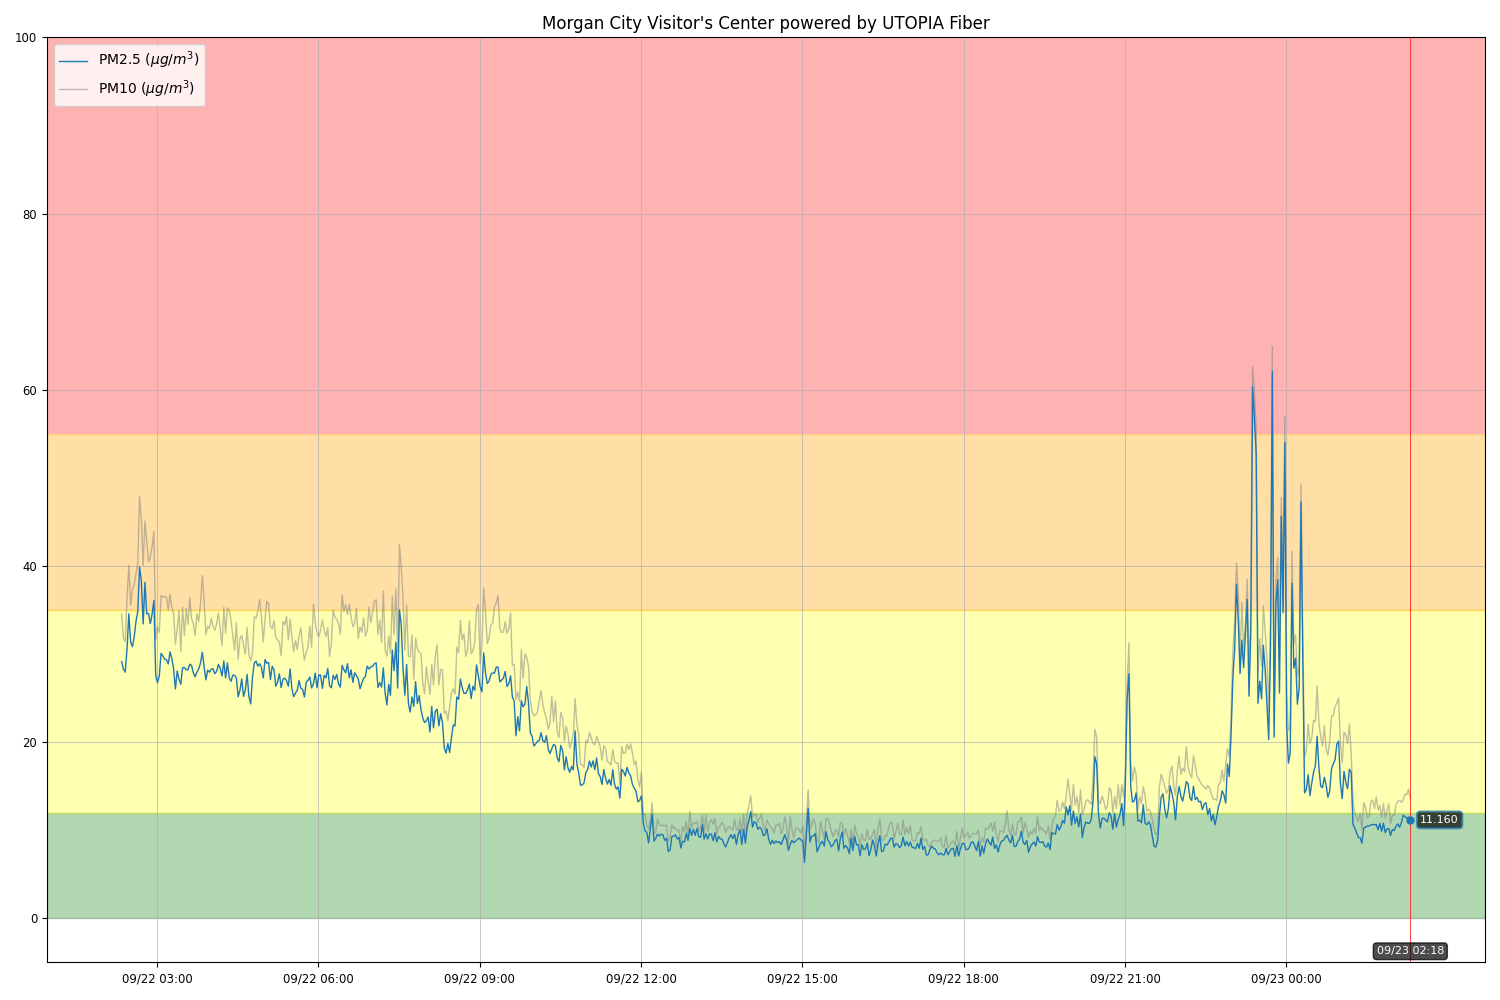 Morgan City Visitor's Center powered by UTOPIA Fiber
100
PM2.5 (μg/m³)
PM10 (μg/m³)
80
60
40
20
11.160
0
09/23 02:18
09/22 03:00 09/22 06:00 09/22 09:00 09/22 12:00 09/22 15:00 09/22 18:00 09/22 21:00 09/23 00:00